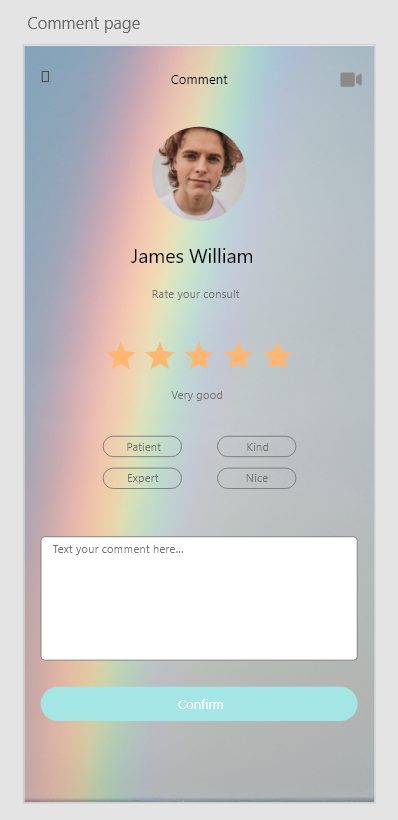 Comment page
Comment
James William
Rate your consult
Very good
Patient
Kind
Expert
Nice
Text your comment here...
Confirm